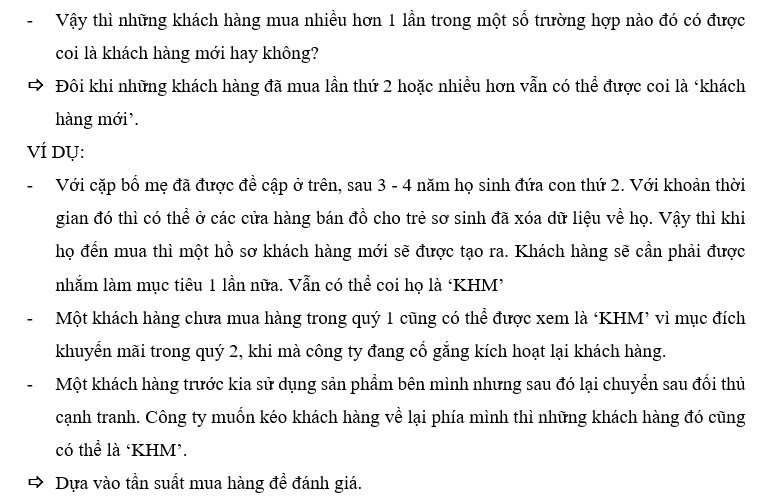 - Vậy thì những khách hàng mua nhiều hơn 1 lần trong một số trường hợp nào đó có được
coi là khách hàng mới hay không?
⇨ Đôi khi những khách hàng đã mua lần thứ 2 hoặc nhiều hơn vẫn có thể được coi là ‘khách
hàng mới’.
VÍ DỤ:
- Với cặp bố mẹ đã được đề cập ở trên, sau 3 - 4 năm họ sinh đứa con thứ 2. Với khoản thời
gian đó thì có thể ở các cửa hàng bán đồ cho trẻ sơ sinh đã xóa dữ liệu về họ. Vậy thì khi
họ đến mua thì một hồ sơ khách hàng mới sẽ được tạo ra. Khách hàng sẽ cần phải được
nhắm làm mục tiêu 1 lần nữa. Vẫn có thể coi họ là ‘KHM’
- Một khách hàng chưa mua hàng trong quý 1 cũng có thể được xem là ‘KHM’ vì mục đích
khuyến mãi trong quý 2, khi mà công ty đang cố gắng kích hoạt lại khách hàng.
- Một khách hàng trước kia sử dụng sản phẩm bên mình nhưng sau đó lại chuyển sau đối thủ
cạnh tranh. Công ty muốn kéo khách hàng về lại phía mình thì những khách hàng đó cũng
có thể là ‘KHM’.
⇨ Dựa vào tần suất mua hàng để đánh giá.